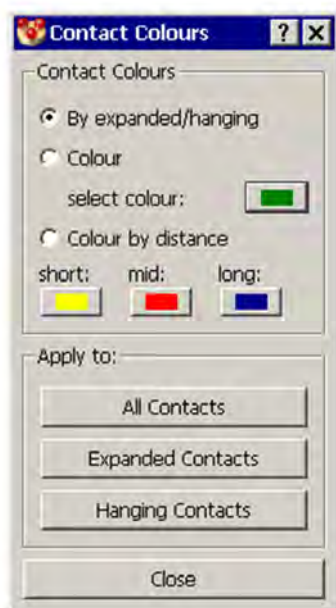 Contact Colours ? X
Contact Colours
By expanded/hanging
Colour
select colour:
Colour by distance
short: mid: long:
Apply to:
All Contacts
Expanded Contacts
Hanging Contacts
Close